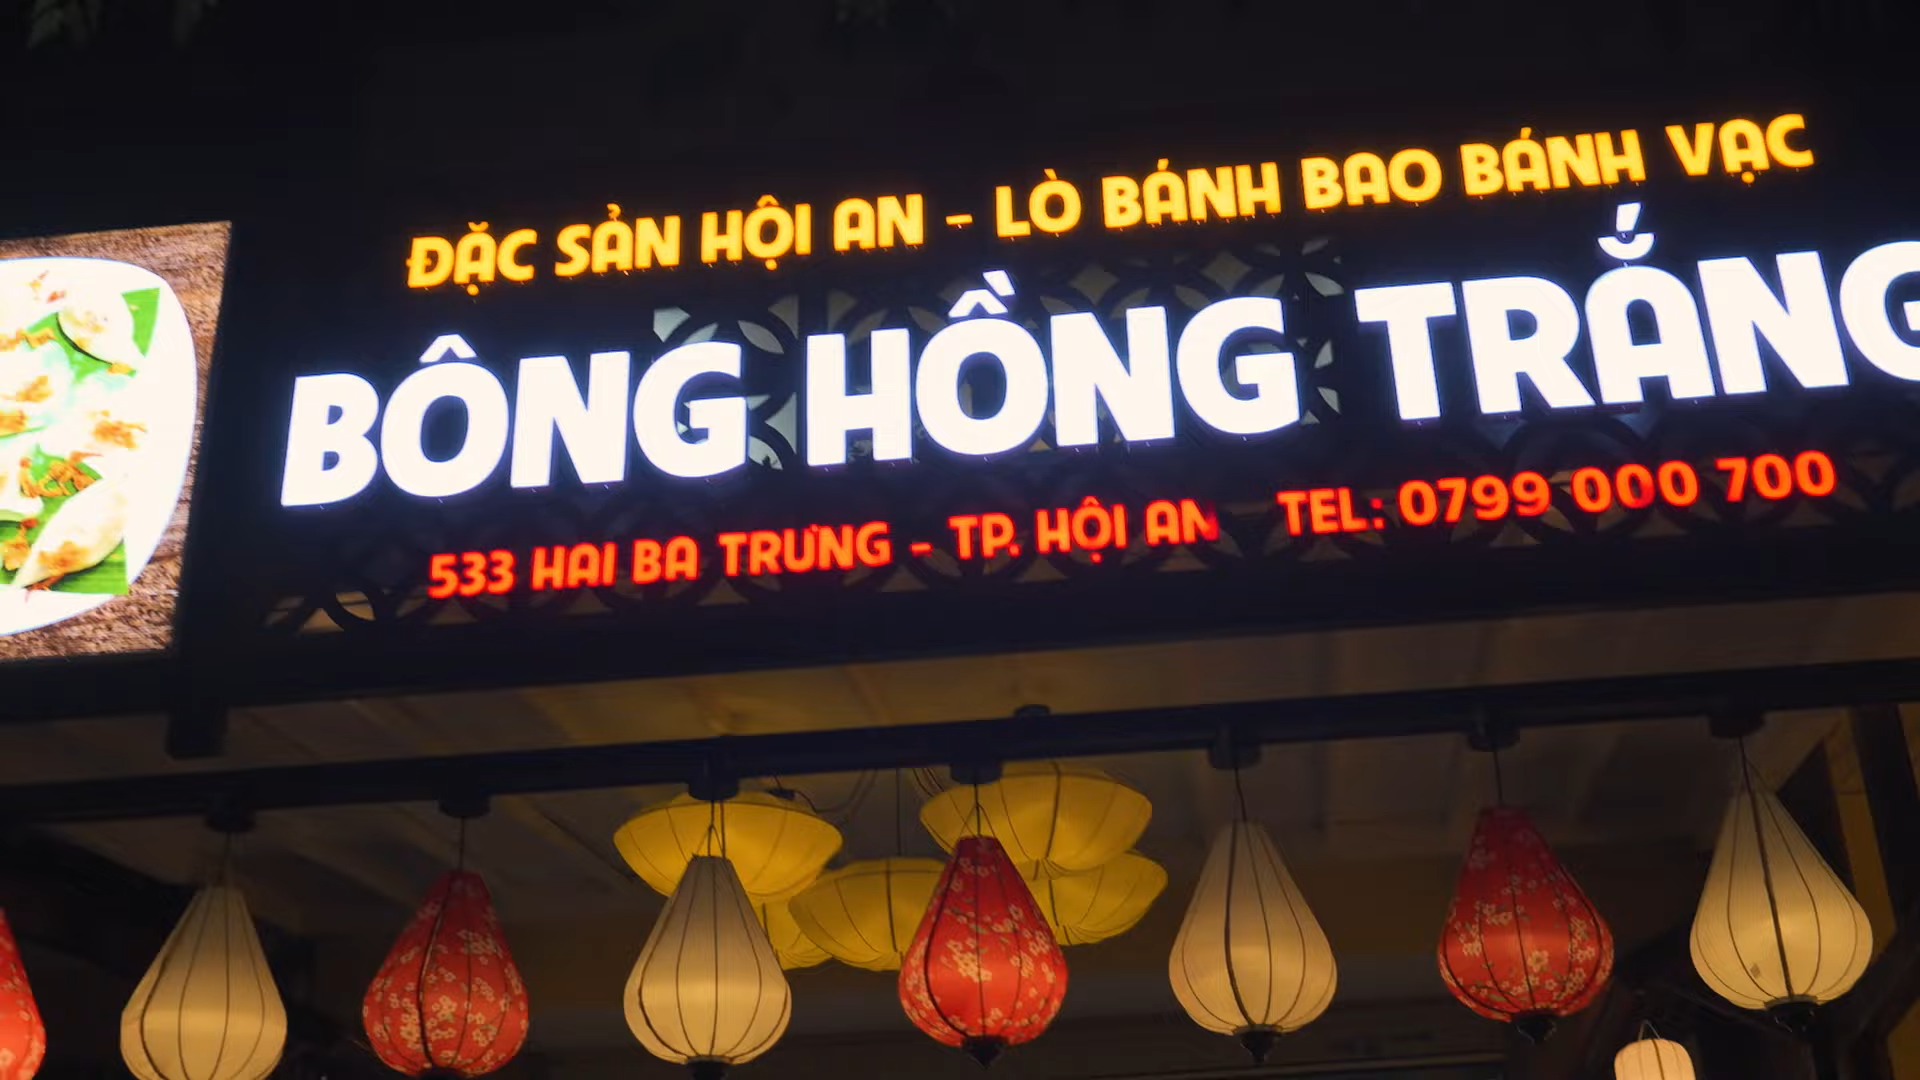 ĐẶC SẢN HỘI AN - LÒ BÁNH BAO BÁNH VẠC
BÔNG HỒNG TRẮNG
533 HAI BA TRƯNG - TP. HỘI AN TEL: 0799 000 700